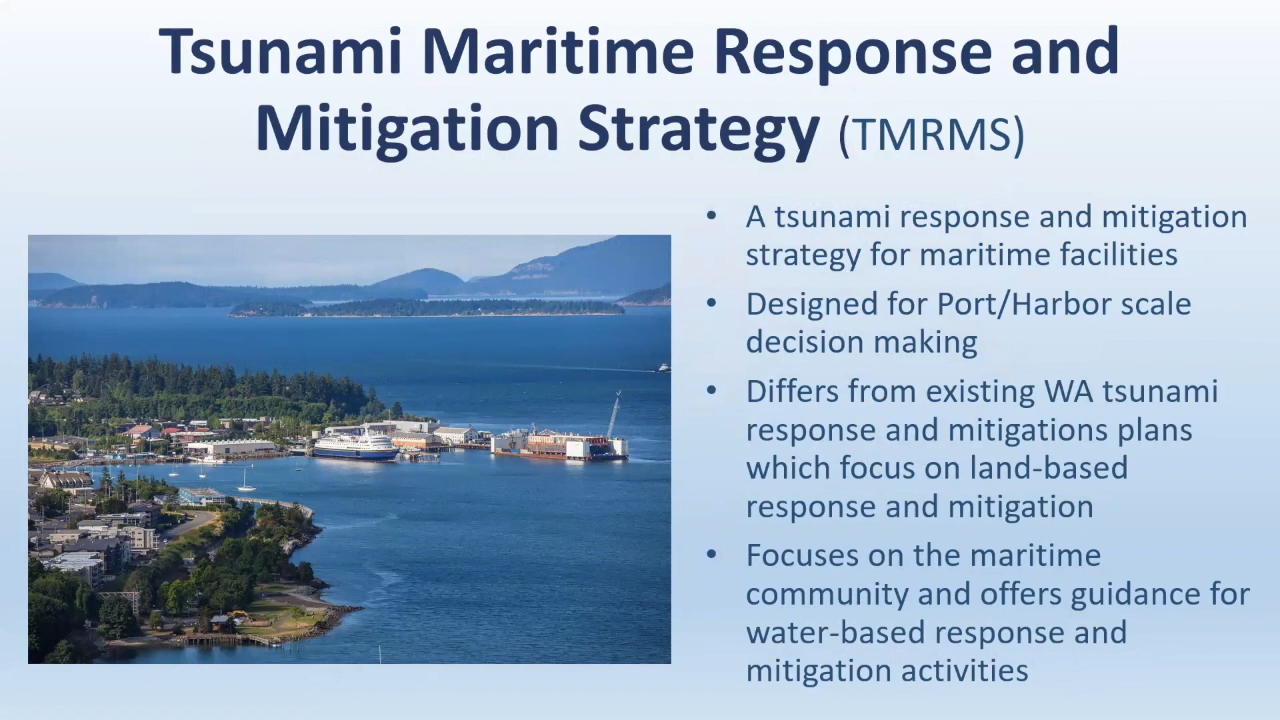 Tsunami Maritime Response and
Mitigation Strategy (TMRMS)
• A tsunami response and mitigation
strategy for maritime facilities
• Designed for Port/Harbor scale
decision making
• Differs from existing WA tsunami
response and mitigations plans
which focus on land-based
response and mitigation
• Focuses on the maritime
community and offers guidance for
water-based response and
mitigation activities